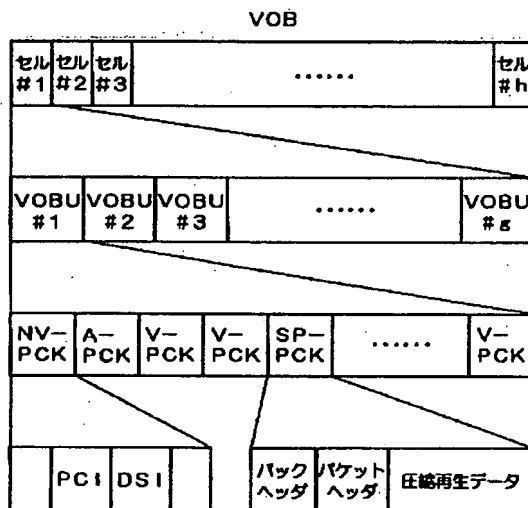 VOB
セル #1 セル #2 セル #3 ・・・・・・ セル #h
VOBU #1 VOBU #2 VOBU #3 ・・・・・・ VOBU #g
NV-PCK A-PCK V-PCK V-PCK SP-PCK ・・・・・・ V-PCK
PCI DSI パックヘッダ パケットヘッダ 圧縮再生データ